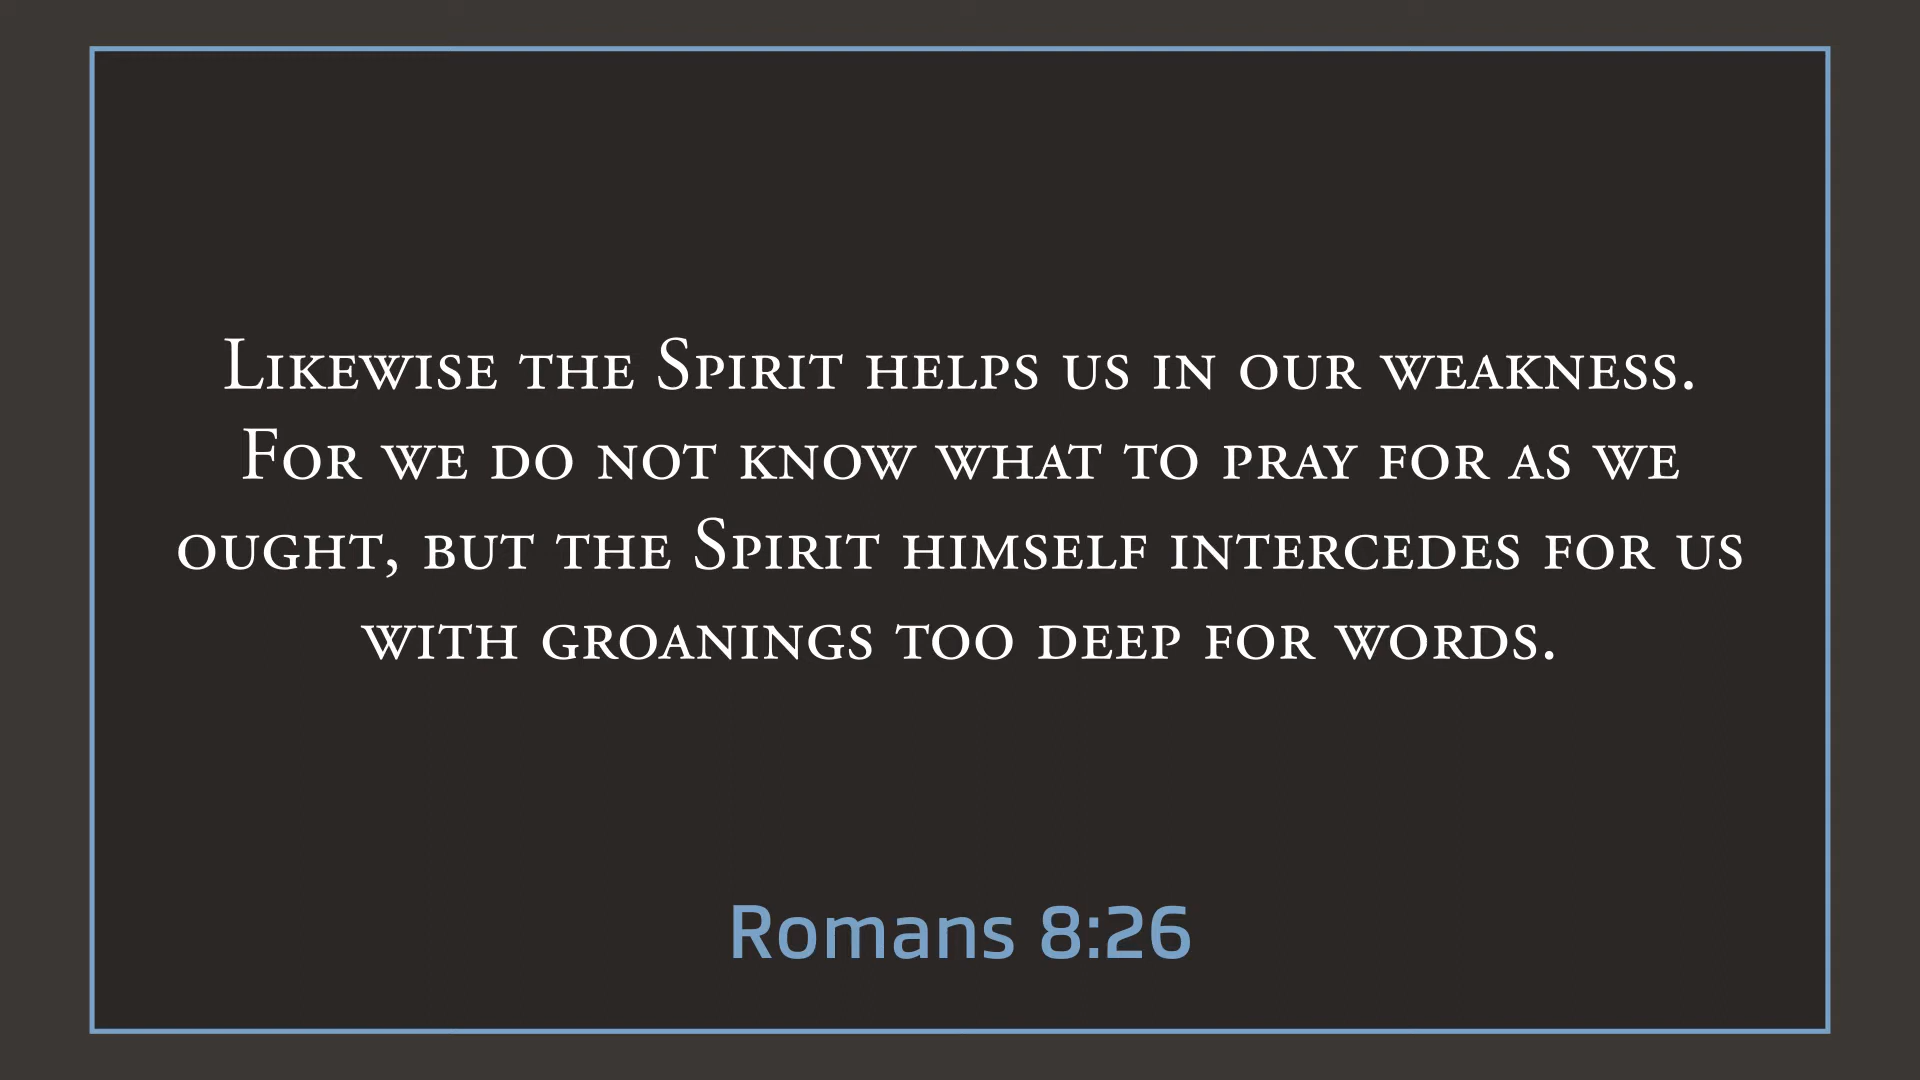 Likewise the Spirit helps us in our weakness.
For we do not know what to pray for as we
ought, but the Spirit himself intercedes for us
with groanings too deep for words.
Romans 8:26